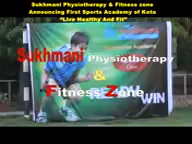 Sukhmani Physiotherapy & Fitness zone
Announcing First Sports Academy of Kota
"Live Healthy And Fit"
Sukhmani Physiotherapy
&
Fitness Zone
WIN